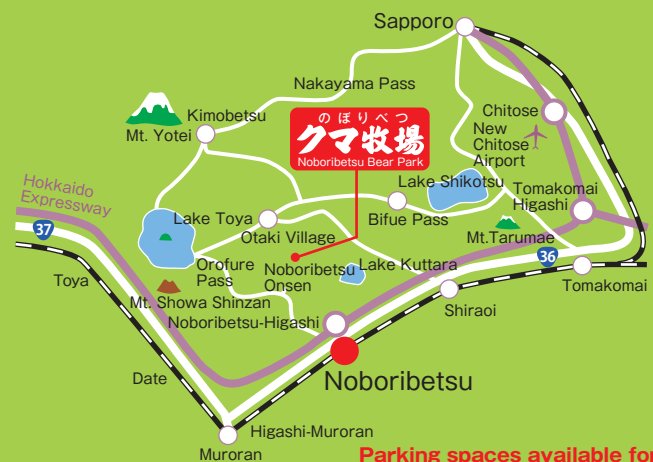 Sapporo
Nakayama Pass
Kimobetsu
Mt. Yotei
のぼりべつ
クマ牧場
Noboribetsu Bear Park
Chitose
New
Chitose
Airport
Hokkaido
Expressway
Lake Shikotsu
Tomakomai
Higashi
37
Lake Toya
Bifue Pass
Otaki Village
Mt.Tarumae
Orofure
Pass
Noboribetsu
Onsen
Lake Kuttara
36
Toya
Mt. Showa Shinzan
Tomakomai
Shiraoi
Noboribetsu-Higashi
Noboribetsu
Date
Higashi-Muroran
Muroran
Parking spaces available for